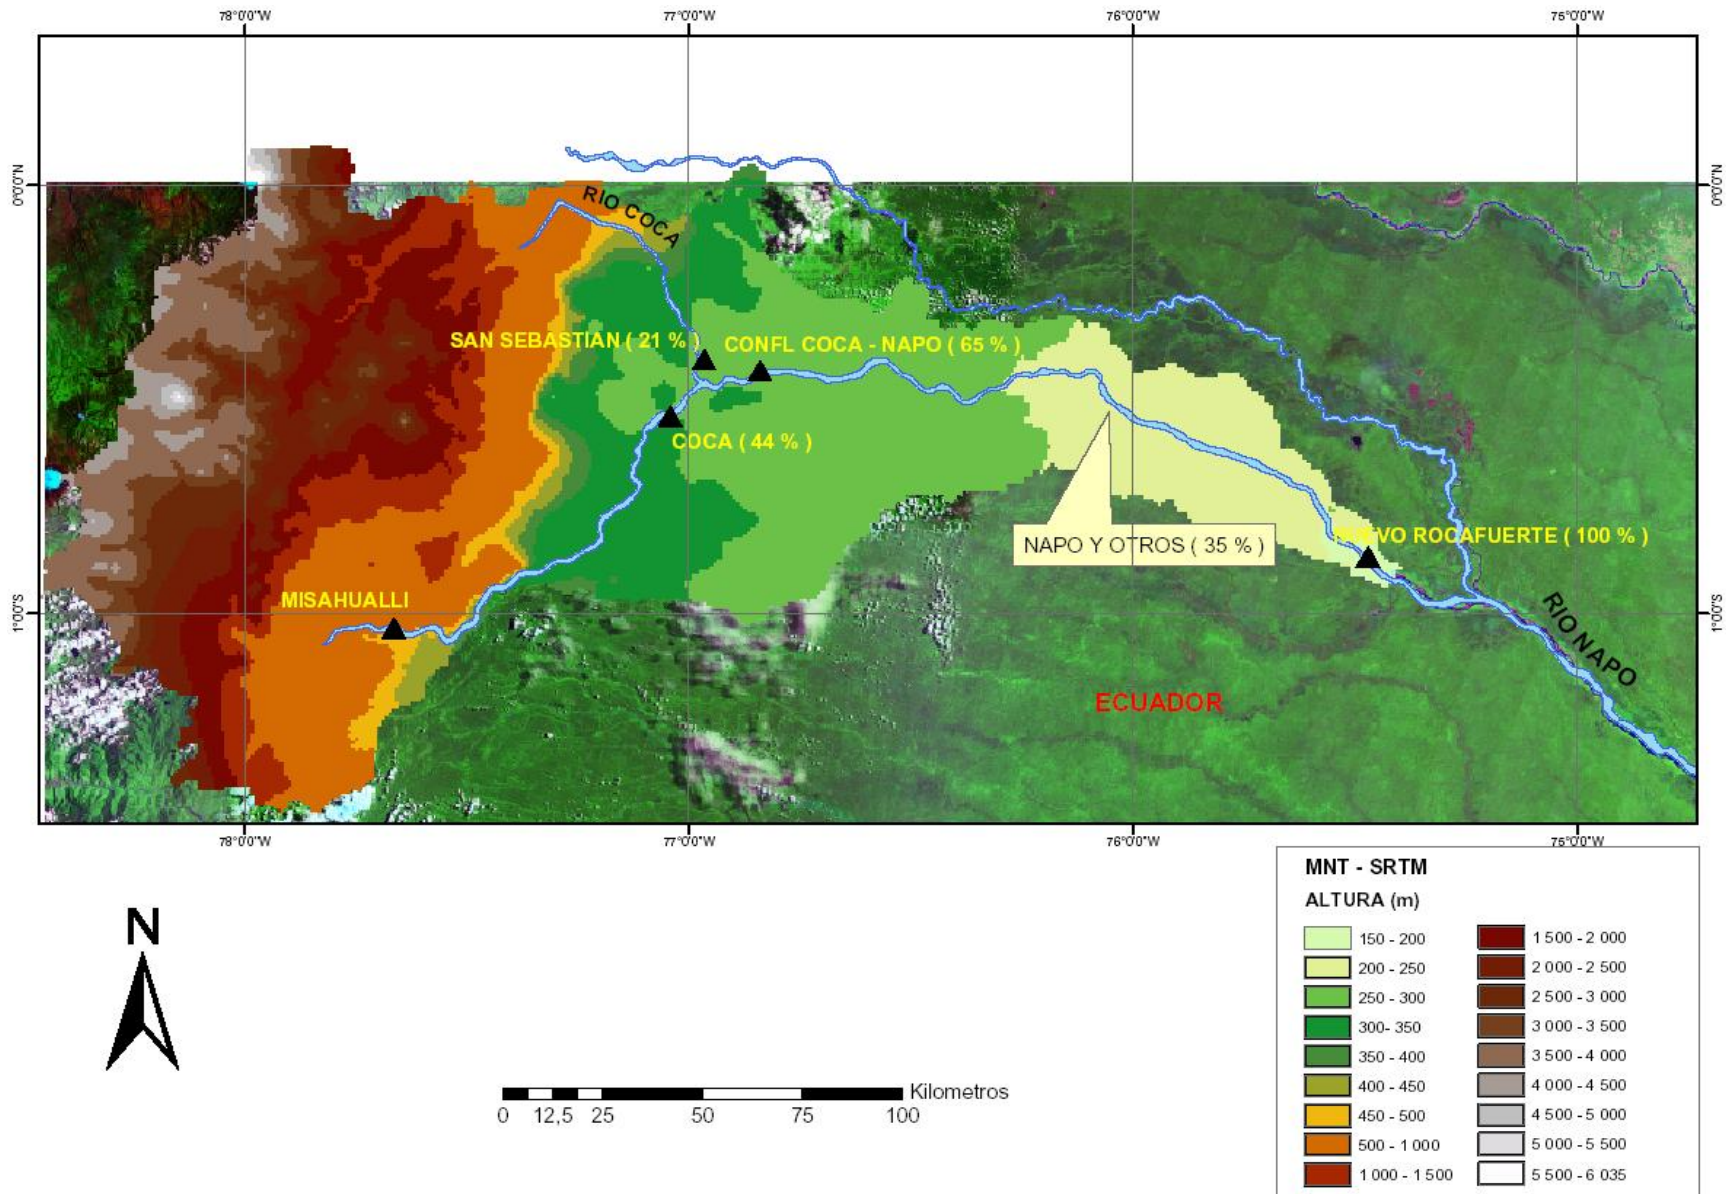 78°0'0"W
77°0'0"W
76°0'0"W
75°0'0"W
0°0'0"N
0°0'0"N
RIO COCA
SAN SEBASTIAN ( 21 % )
CONFL COCA - NAPO ( 65 % )
COCA ( 44 % )
NAPO Y OTROS ( 35 % )
ROCAFUERTE ( 100 % )
MISAHUALLI
1°0'0"S
1°0'0"S
RIO NAPO
ECUADOR
78°0'0"W
77°0'0"W
76°0'0"W
75°0'0"W
N
Kilometros
0 12,5 25 50 75 100
MNT - SRTM
ALTURA (m)
150 - 200
200 - 250
250 - 300
300- 350
350 - 400
400 - 450
450 - 500
500 - 1 000
1 000 - 1 500
1 500 - 2 000
2 000 - 2 500
2 500 - 3 000
3 000 - 3 500
3 500 - 4 000
4 000 - 4 500
4 500 - 5 000
5 000 - 5 500
5 500 - 6 035